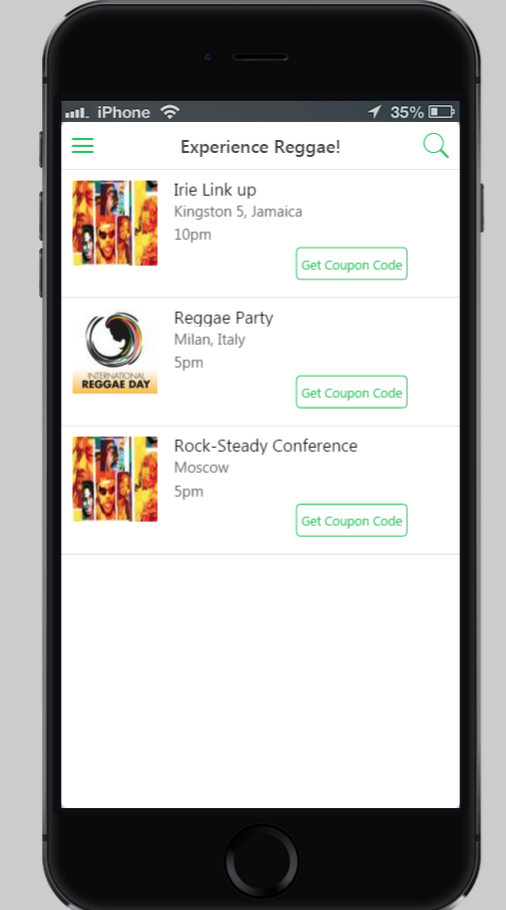 iPhone 35%
Experience Reggae!
Irie Link up
Kingston 5, Jamaica
10pm
Get Coupon Code
Reggae Party
Milan, Italy
5pm
INTERNATIONAL
REGGAE DAY
Get Coupon Code
Rock-Steady Conference
Moscow
5pm
Get Coupon Code